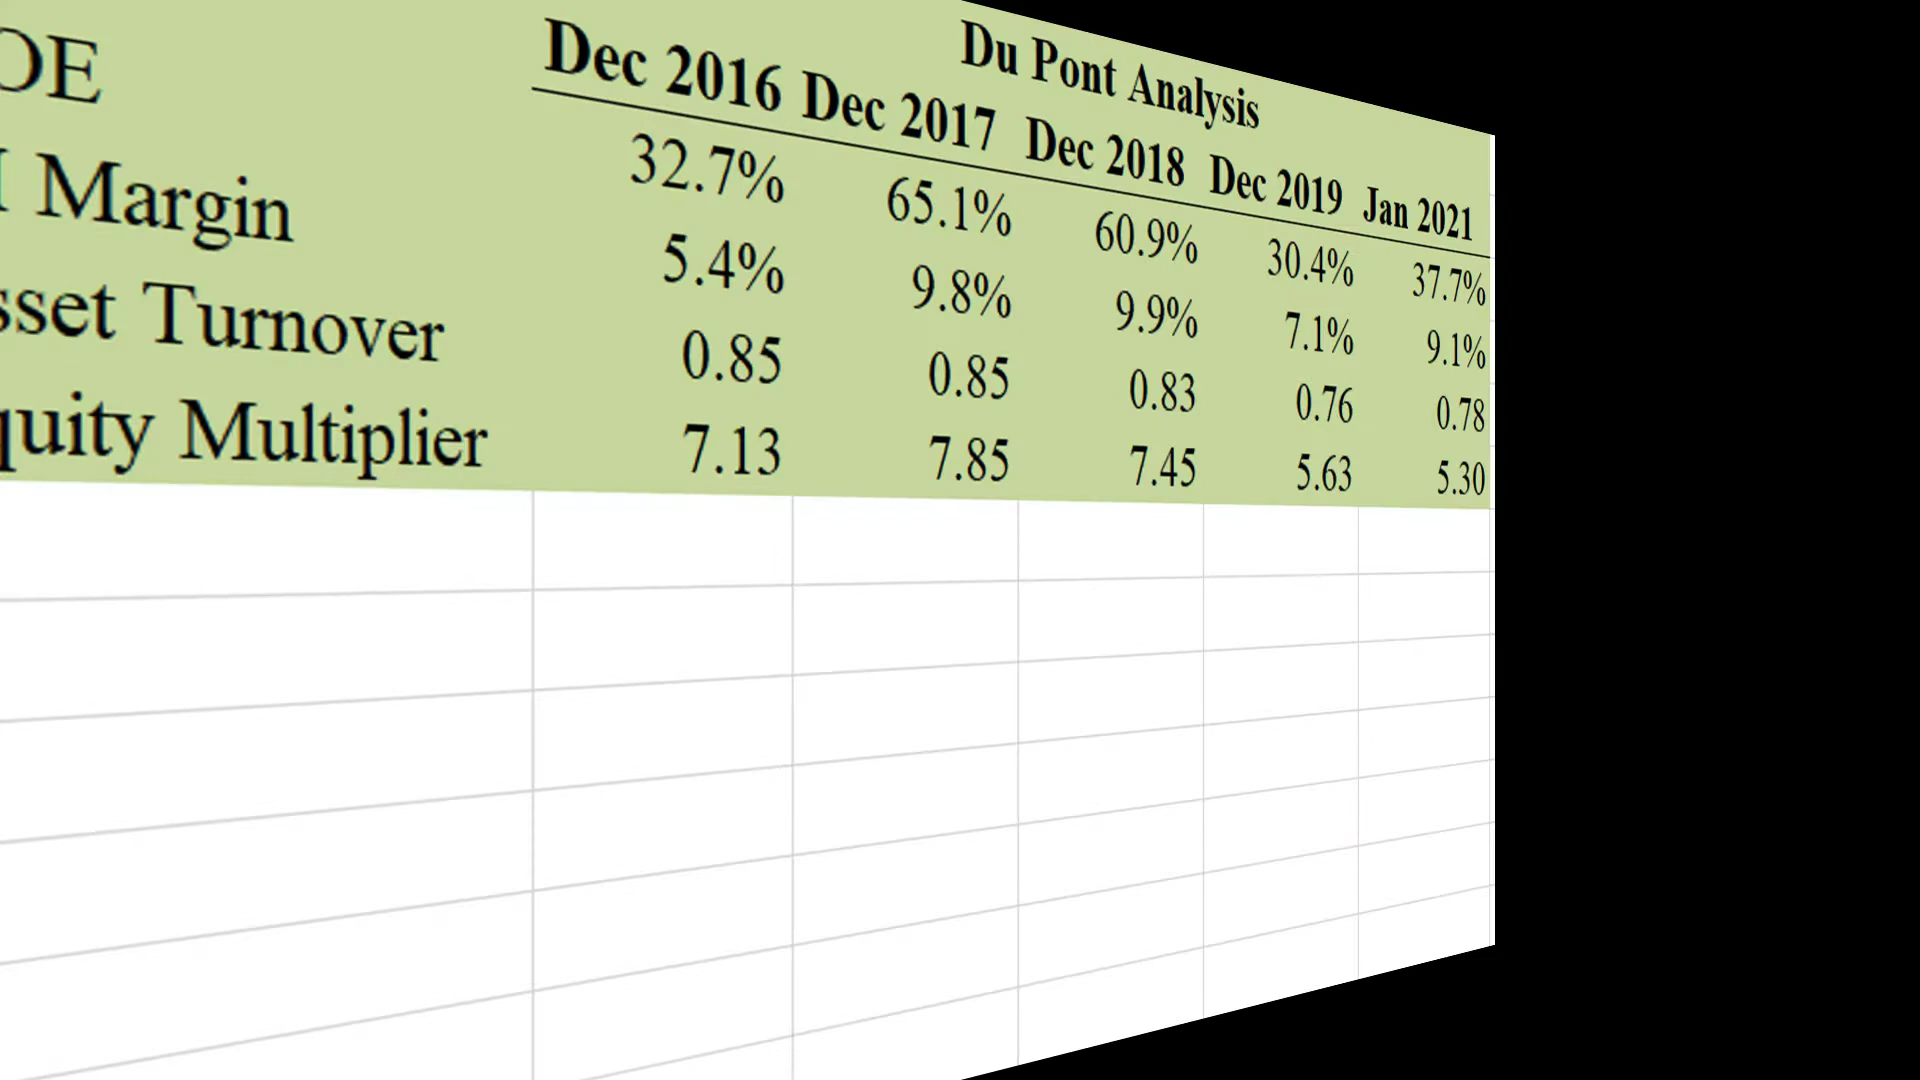 Du Pont Analysis
Dec 2016 Dec 2017 Dec 2018 Dec 2019 Jan 2021
OE 32.7% 65.1% 60.9% 30.4% 37.7%
Margin 5.4% 9.8% 9.9% 7.1% 9.1%
sset Turnover 0.85 0.85 0.83 0.76 0.78
quity Multiplier 7.13 7.85 7.45 5.63 5.30